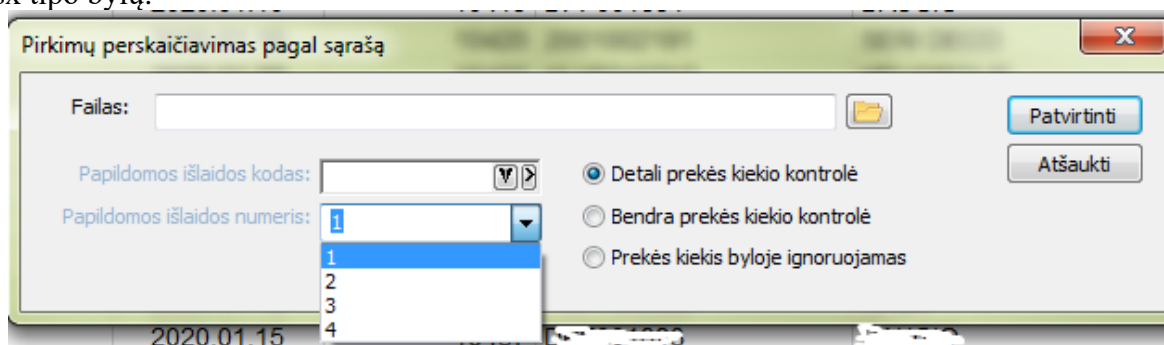 Pirkimų perskaičiavimas pagal sąrašą
Failas:
Patvirtinti
Papildomos išlaidos kodas:
Detali prekės kiekio kontrolė
Atšaukti
Papildomos išlaidos numeris: 1
Bendra prekės kiekio kontrolė
1
Prekės kiekis byloje ignoruojamas
2
3
4
2020.01.15